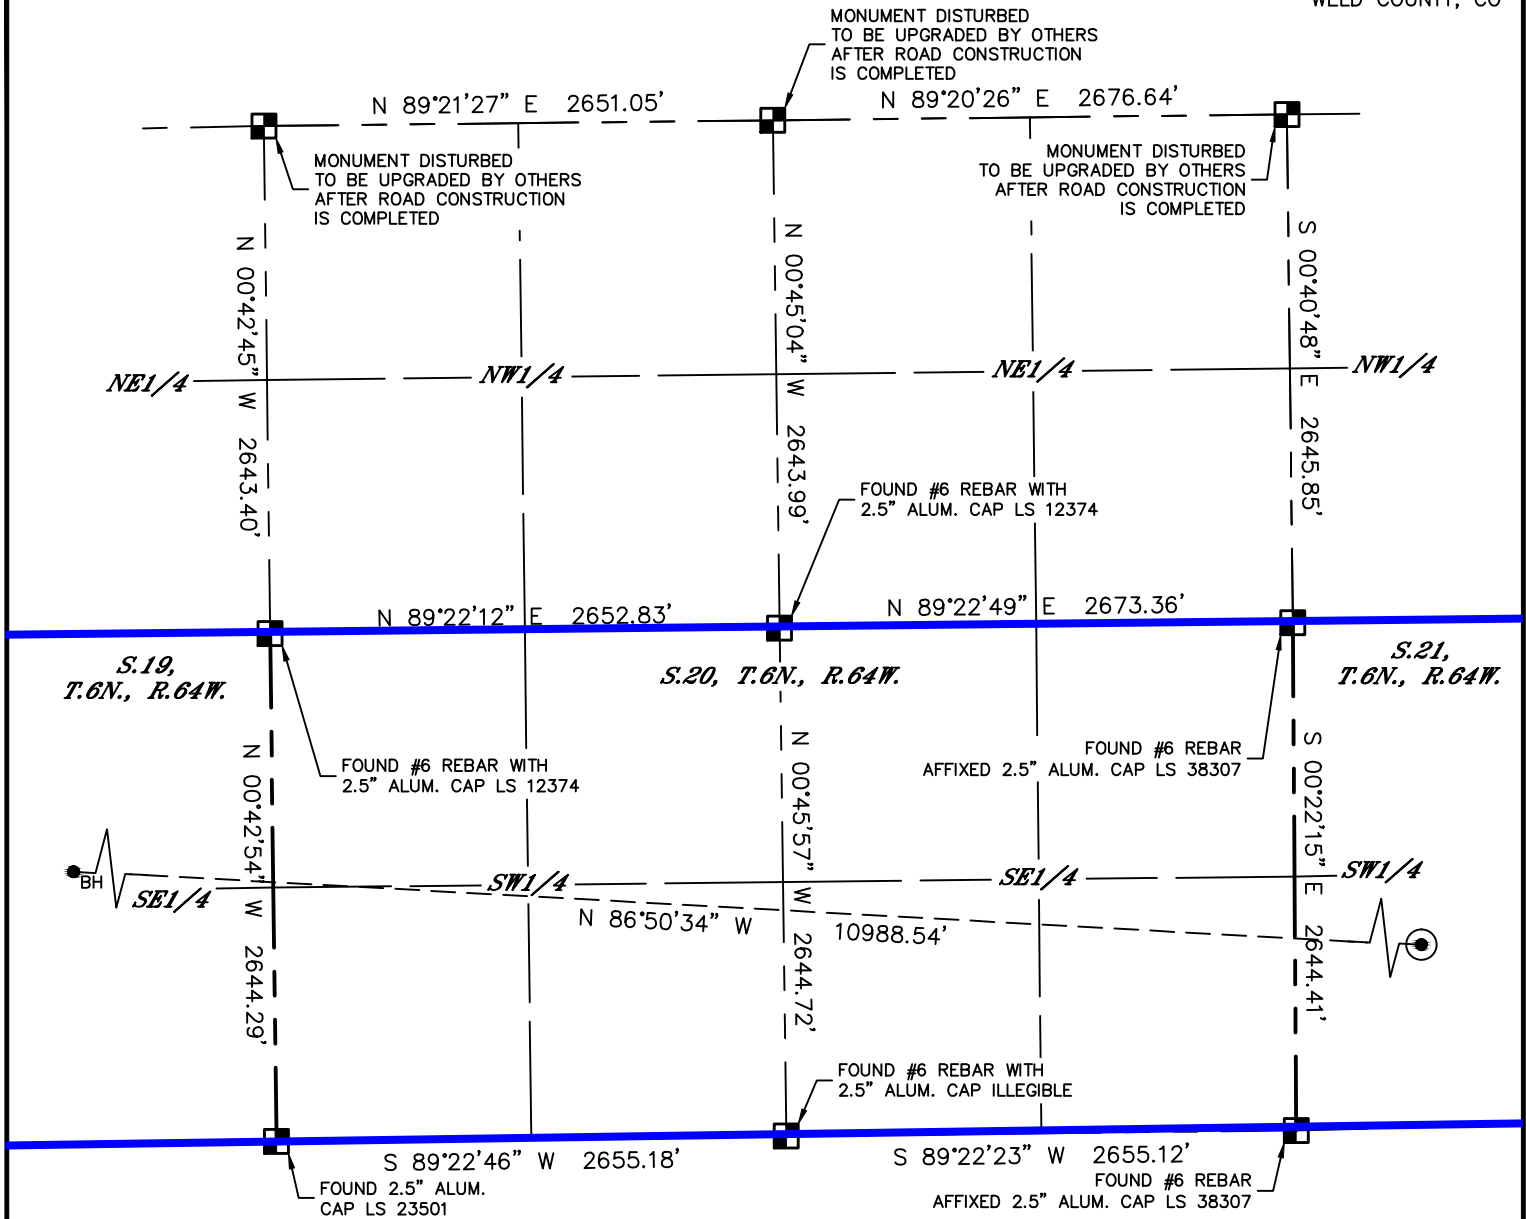 WELD COUNTY, CO
MONUMENT DISTURBED
TO BE UPGRADED BY OTHERS
AFTER ROAD CONSTRUCTION
IS COMPLETED
N 89°21'27" E 2651.05'
N 89°20'26" E 2676.64'
MONUMENT DISTURBED
TO BE UPGRADED BY OTHERS
AFTER ROAD CONSTRUCTION
IS COMPLETED
MONUMENT DISTURBED
TO BE UPGRADED BY OTHERS
AFTER ROAD CONSTRUCTION
IS COMPLETED
N 00°42'45" W 2643.40'
N 00°45'04" W 2643.99'
S 00°40'48" E 2645.85'
NE1/4
NW1/4
NE1/4
NW1/4
FOUND #6 REBAR WITH
2.5" ALUM. CAP LS 12374
N 89°22'12" E 2652.83'
N 89°22'49" E 2673.36'
S.19,
T.6N., R.64W.
S.20, T.6N., R.64W.
S.21,
T.6N., R.64W.
FOUND #6 REBAR WITH
2.5" ALUM. CAP LS 12374
FOUND #6 REBAR
AFFIXED 2.5" ALUM. CAP LS 38307
N 00°42'54" W 2644.29'
N 00°45'57" W 2644.72'
S 00°22'15" E 2644.41'
BH
SE1/4
SW1/4
SE1/4
SW1/4
N 86°50'34" W 10988.54'
FOUND #6 REBAR WITH
2.5" ALUM. CAP ILLEGIBLE
S 89°22'46" W 2655.18'
S 89°22'23" W 2655.12'
FOUND 2.5" ALUM.
CAP LS 23501
FOUND #6 REBAR
AFFIXED 2.5" ALUM. CAP LS 38307